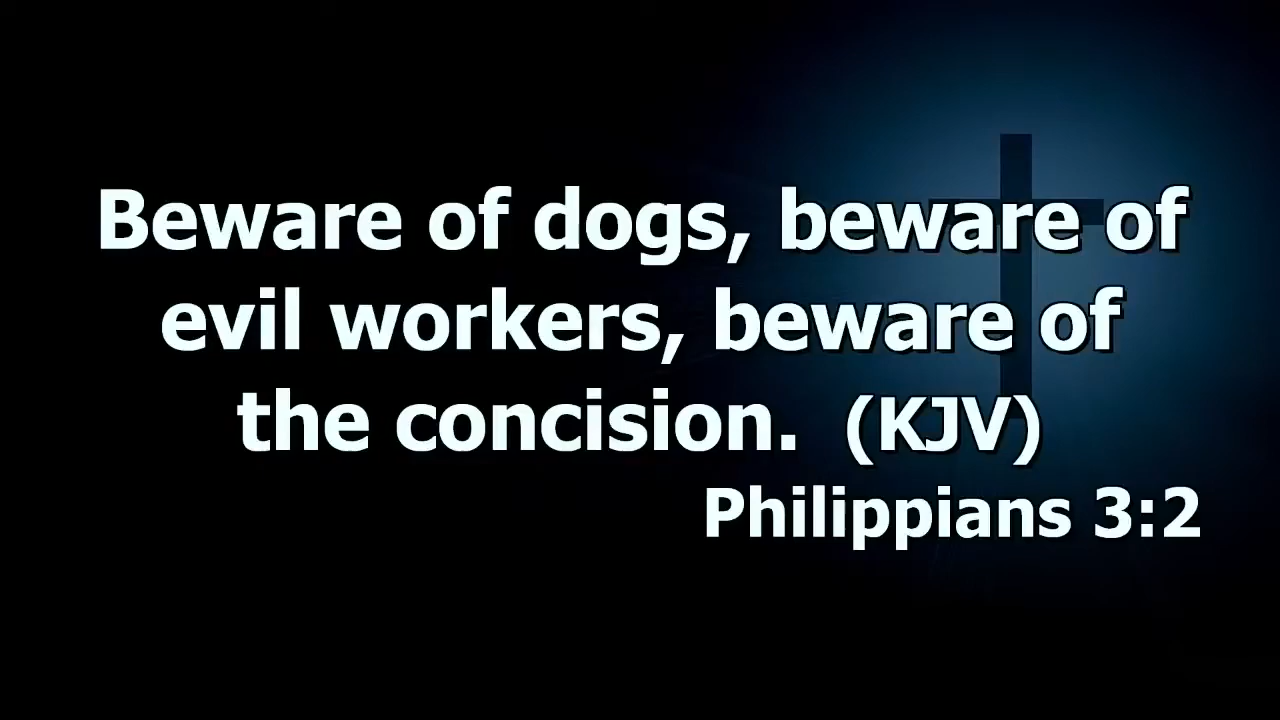 Beware of dogs, beware of
evil workers, beware of
the concision. (KJV)
Philippians 3:2